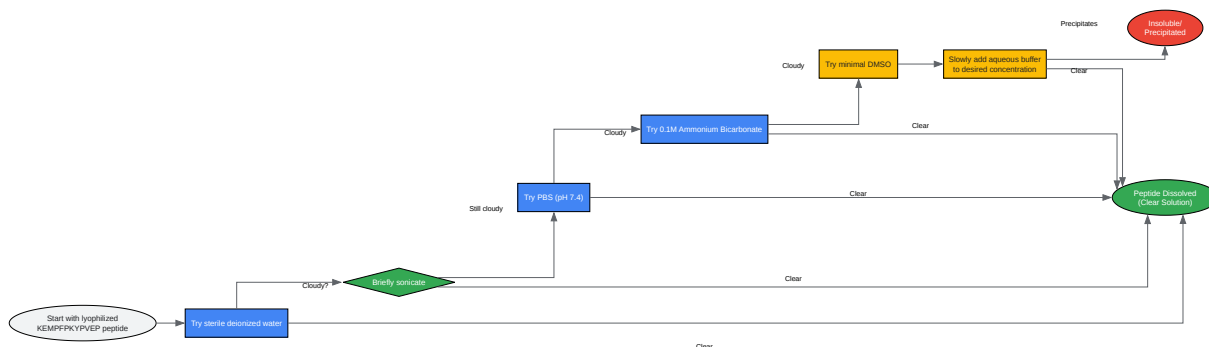 Precipitates
Insoluble/
Precipitated
Cloudy
Try minimal DMSO
Slowly add aqueous buffer
to desired concentration
Clear
Cloudy
Try 0.1M Ammonium Bicarbonate
Clear
Still cloudy
Try PBS (pH 7.4)
Clear
Peptide Dissolved
(Clear Solution)
Cloudy?
Briefly sonicate
Clear
Start with lyophilized
KEMPFPKYPVEP peptide
Try sterile deionized water
Clear